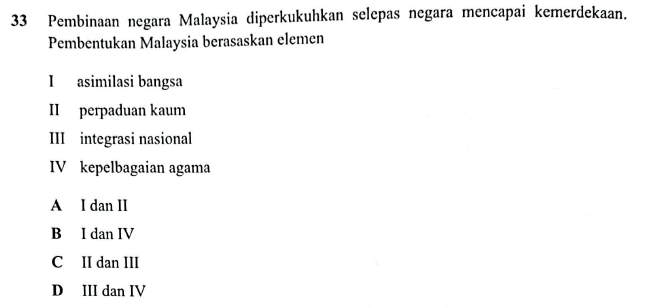 33 Pembinaan negara Malaysia diperkukuhkan selepas negara mencapai kemerdekaan.
Pembentukan Malaysia berasaskan elemen
I asimilasi bangsa
II perpaduan kaum
III integrasi nasional
IV kepelbagaian agama
A I dan II
B I dan IV
C II dan III
D III dan IV